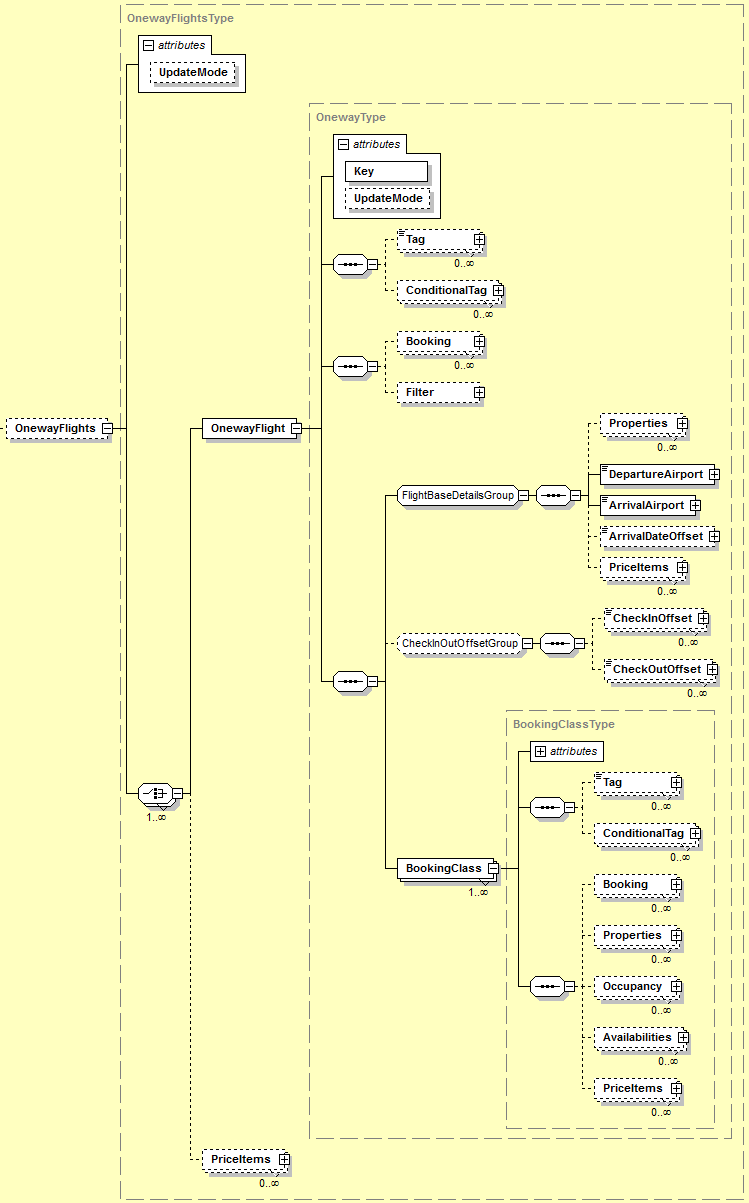 OnewayFlightsType
attributes
UpdateMode
OnewayType
attributes
Key
UpdateMode
Tag
0..∞
ConditionalTag
0..∞
Booking
0..∞
Filter
OnewayFlights
OnewayFlight
Properties
0..∞
FlightBaseDetailsGroup
DepartureAirport
ArrivalAirport
ArrivalDateOffset
PriceItems
0..∞
CheckInOutOffsetGroup
CheckInOffset
0..∞
CheckOutOffset
0..∞
BookingClassType
attributes
Tag
0..∞
ConditionalTag
0..∞
1..∞
BookingClass
1..∞
Booking
0..∞
Properties
0..∞
Occupancy
0..∞
Availabilities
0..∞
PriceItems
0..∞
PriceItems
0..∞